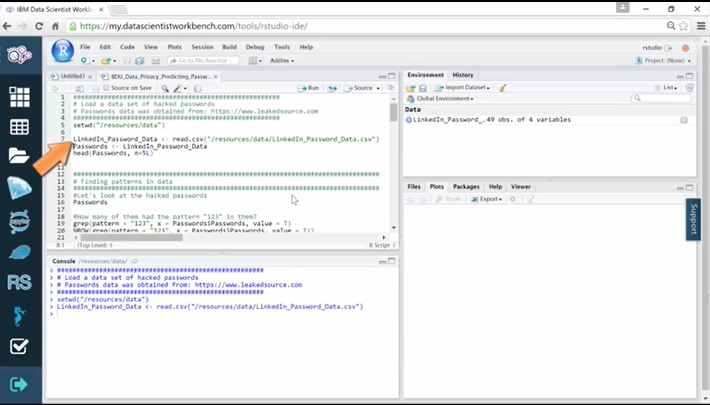 IBM Data Scientist Workb
https://my.datascientistworkbench.com/tools/rstudio-ide/
R File Edit Code View Plots Session Build Debug Tools Help
rstudio
Go to file/function Addins
Project: (None)
Untitled1 BDU_Data_Privacy_Predicting_Passw...
Source on Save Run Source
1 ##################################################
2 # Load a data set of hacked passwords
3 # Passwords data was obtained from: https://www.leakedsource.com
4 ##################################################
5 setwd("/resources/data")
6
7 LinkedIn_Password_Data <- read.csv("/resources/data/LinkedIn_Password_Data.csv")
Passwords <- LinkedIn_Password_Data
head(Passwords, n=5L)
11
12 ##################################################
13 # Finding patterns in data
14 ##################################################
15 #Let's look at the hacked passwords
16 Passwords
17
18 #How many of them had the pattern "123" in them?
19 grep(pattern = "123", x = Passwords$Passwords, value = T)
20 NROW(grep(pattern = "123", x = Passwords$Passwords, value = T))
21
8:1 (Top Level) R Script
Console /resources/data/
> ##################################################
> # Load a data set of hacked passwords
> # Passwords data was obtained from: https://www.leakedsource.com
> ##################################################
> setwd("/resources/data")
> LinkedIn_Password_Data <- read.csv("/resources/data/LinkedIn_Password_Data.csv")
>
Environment History
Import Dataset List
Global Environment
Data
LinkedIn_Password_… 49 obs. of 4 variables
Files Plots Packages Help Viewer
Zoom Export
Support
RS